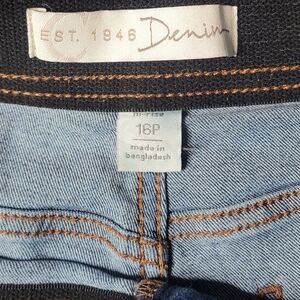 EST. 1946 Denim
hi-rise
16P
made in
bangladesh